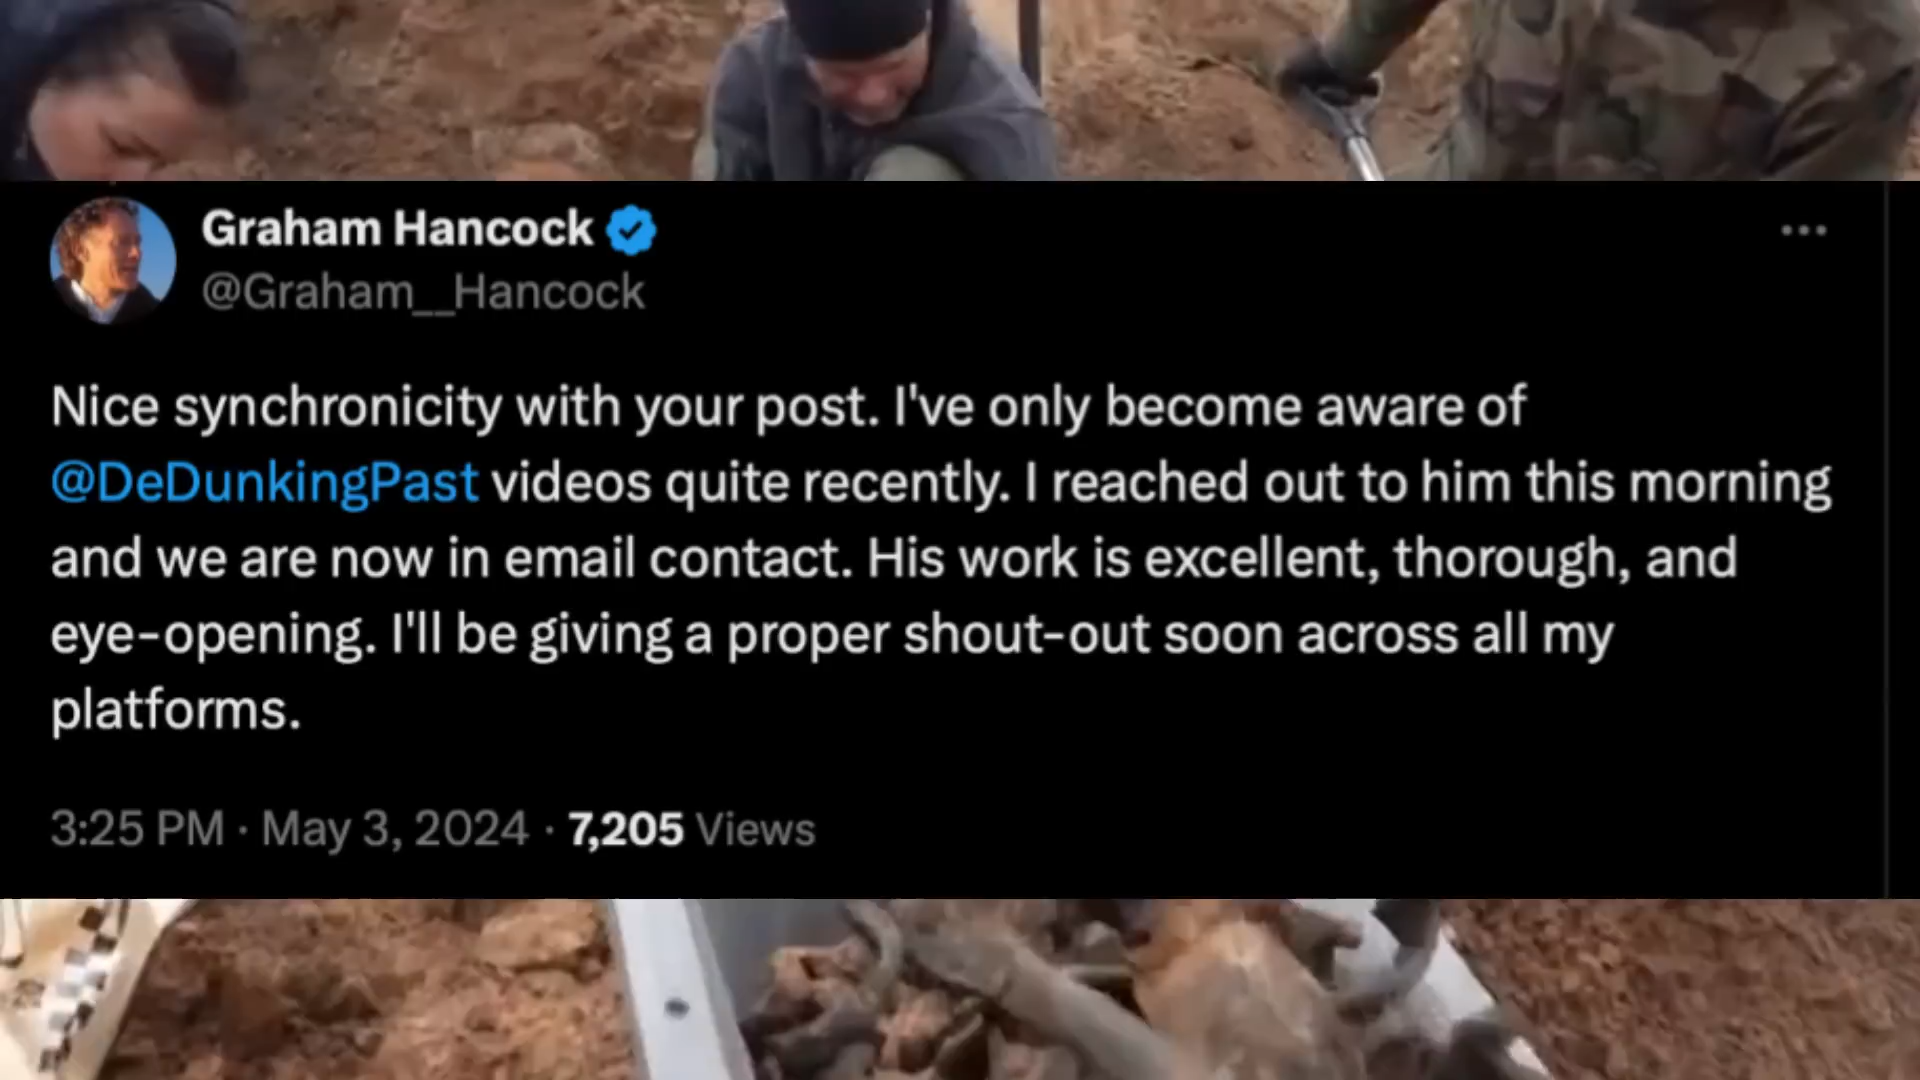 Graham Hancock
@Graham__Hancock
Nice synchronicity with your post. I've only become aware of
@DeDunkingPast videos quite recently. I reached out to him this morning
and we are now in email contact. His work is excellent, thorough, and
eye-opening. I'll be giving a proper shout-out soon across all my
platforms.
3:25 PM · May 3, 2024 · 7,205 Views